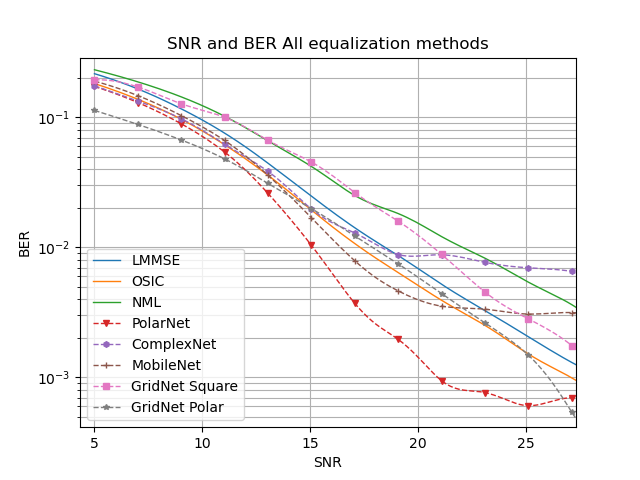 SNR and BER All equalization methods
BER
10⁻¹
10⁻²
10⁻³
LMMSE
OSIC
NML
PolarNet
ComplexNet
MobileNet
GridNet Square
GridNet Polar
5 10 15 20 25
SNR